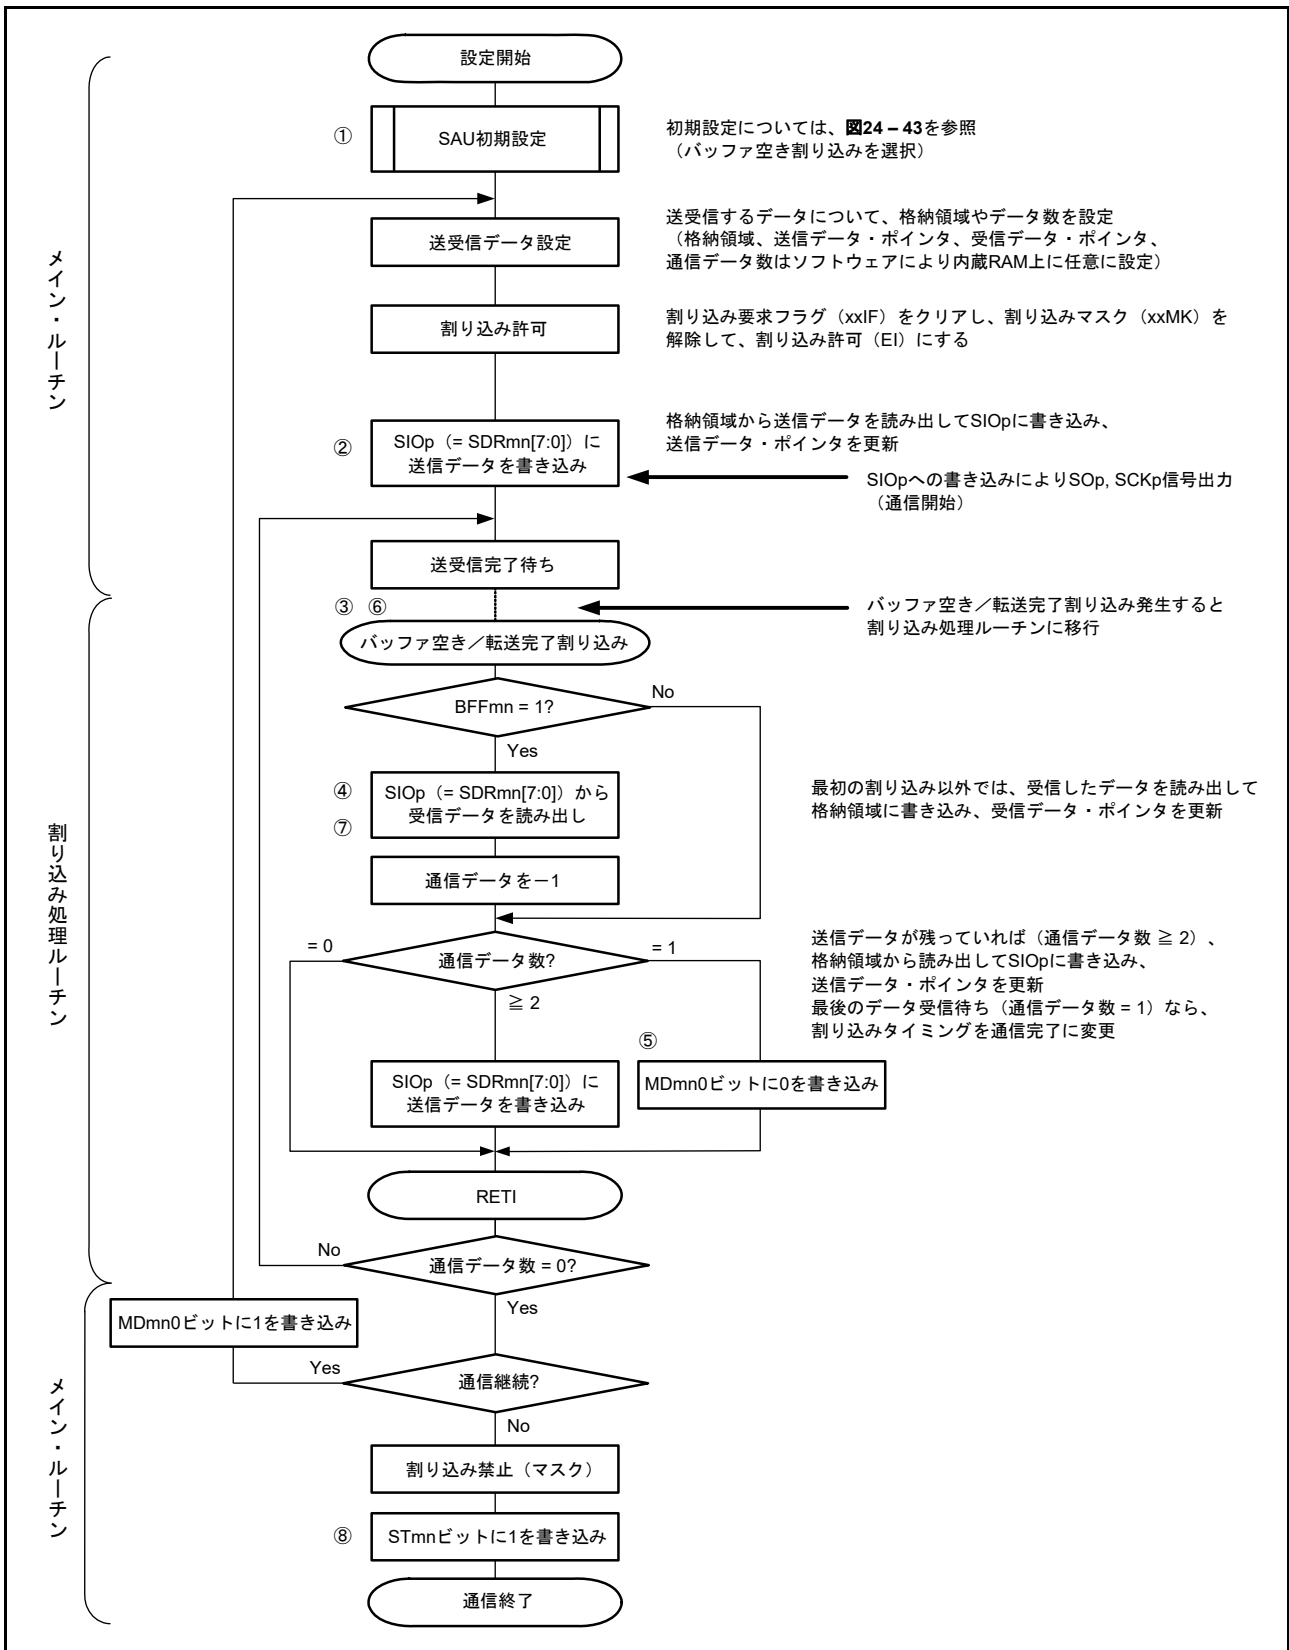 設定開始
①
SAU初期設定
初期設定については、図24 – 43を参照
（バッファ空き割り込みを選択）
送受信データ設定
送受信するデータについて、格納領域やデータ数を設定
（格納領域、送信データ・ポインタ、受信データ・ポインタ、
通信データ数はソフトウェアにより内蔵RAM上に任意に設定）
メイン・ルーチン
割り込み許可
割り込み要求フラグ（xxIF）をクリアし、割り込みマスク（xxMK）を
解除して、割り込み許可（EI）にする
②
SIOp（= SDRmn[7:0]）に
送信データを書き込み
格納領域から送信データを読み出してSIOpに書き込み、
送信データ・ポインタを更新
SIOpへの書き込みによりSOp, SCKp信号出力
（通信開始）
送受信完了待ち
③ ⑥
バッファ空き／転送完了割り込み発生すると
割り込み処理ルーチンに移行
バッファ空き／転送完了割り込み
BFFmn = 1?
No
Yes
④
⑦
SIOp（= SDRmn[7:0]）から
受信データを読み出し
最初の割り込み以外では、受信したデータを読み出して
格納領域に書き込み、受信データ・ポインタを更新
割り込み処理ルーチン
通信データを－1
= 0
通信データ数?
= 1
≧ 2
送信データが残っていれば（通信データ数 ≧ 2）、
格納領域から読み出してSIOpに書き込み、
送信データ・ポインタを更新
最後のデータ受信待ち（通信データ数 = 1）なら、
割り込みタイミングを通信完了に変更
⑤
SIOp（= SDRmn[7:0]）に
送信データを書き込み
MDmn0ビットに0を書き込み
RETI
No
通信データ数 = 0?
Yes
MDmn0ビットに1を書き込み
Yes
通信継続?
No
メイン・ルーチン
割り込み禁止（マスク）
⑧
STmnビットに1を書き込み
通信終了